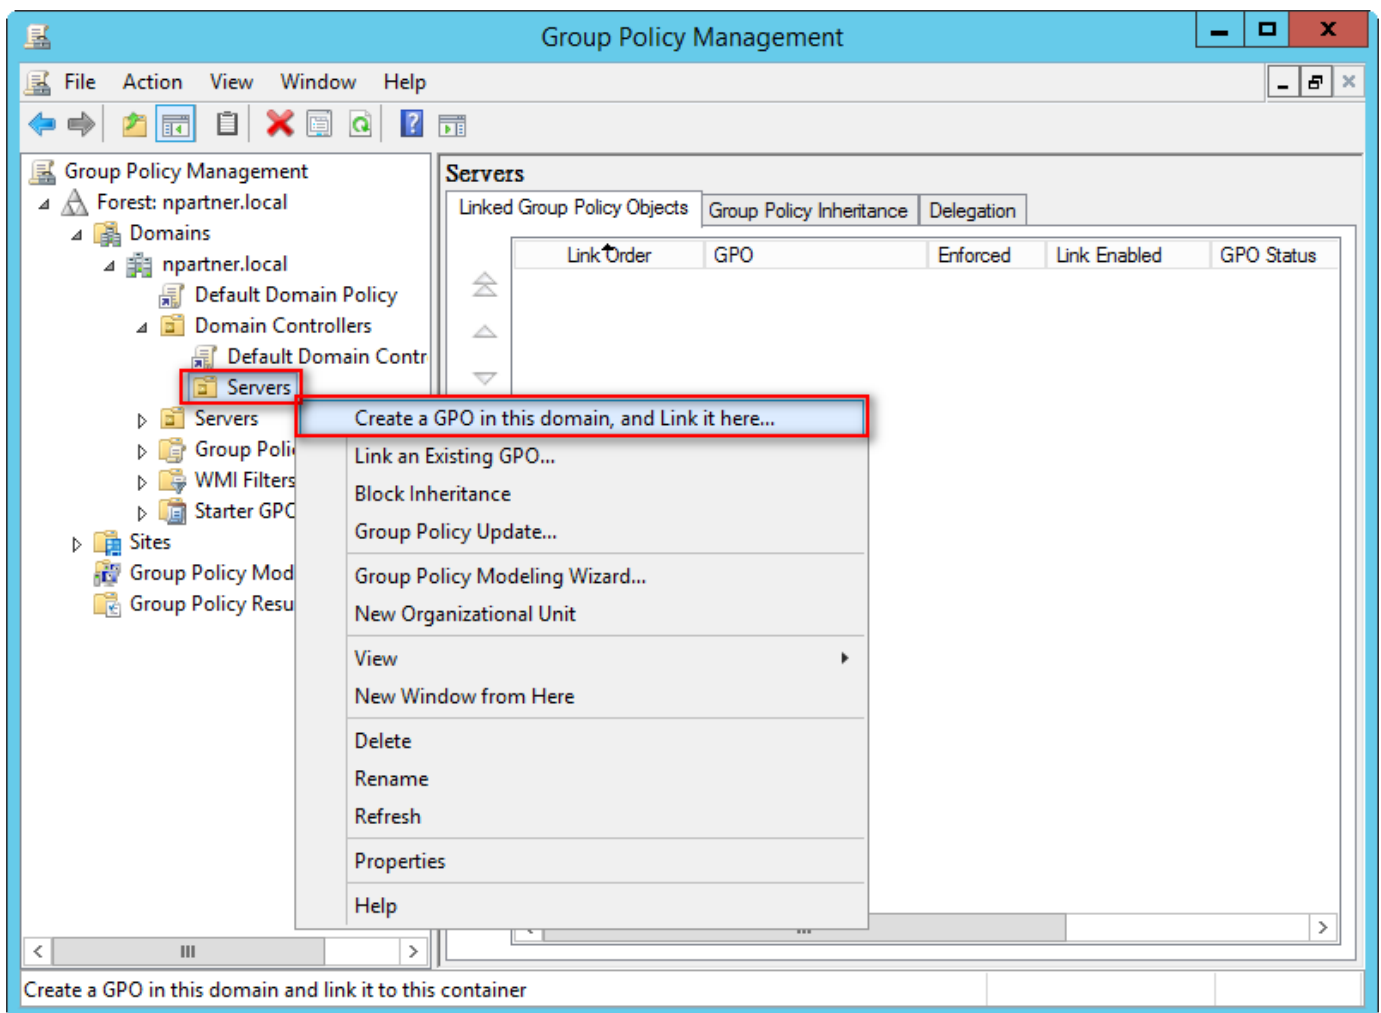 Group Policy Management
File Action View Window Help
Group Policy Management
Forest: npartner.local
Domains
npartner.local
Default Domain Policy
Domain Controllers
Default Domain Contr
Servers
Servers
Group Poli
WMI Filters
Starter GPO
Sites
Group Policy Mod
Group Policy Resu
Servers
Linked Group Policy Objects Group Policy Inheritance Delegation
Link Order GPO Enforced Link Enabled GPO Status
Create a GPO in this domain, and Link it here...
Link an Existing GPO...
Block Inheritance
Group Policy Update...
Group Policy Modeling Wizard...
New Organizational Unit
View
New Window from Here
Delete
Rename
Refresh
Properties
Help
Create a GPO in this domain and link it to this container